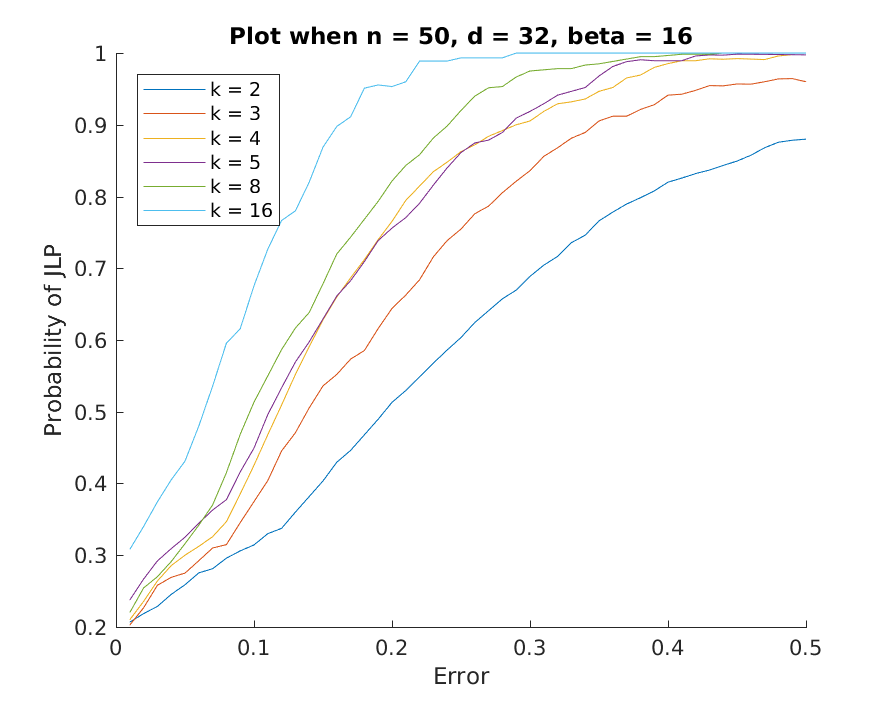 Plot when n = 50, d = 32, beta = 16
Probability of JLP
1
0.9
0.8
0.7
0.6
0.5
0.4
0.3
0.2
k = 2
k = 3
k = 4
k = 5
k = 8
k = 16
0 0.1 0.2 0.3 0.4 0.5
Error